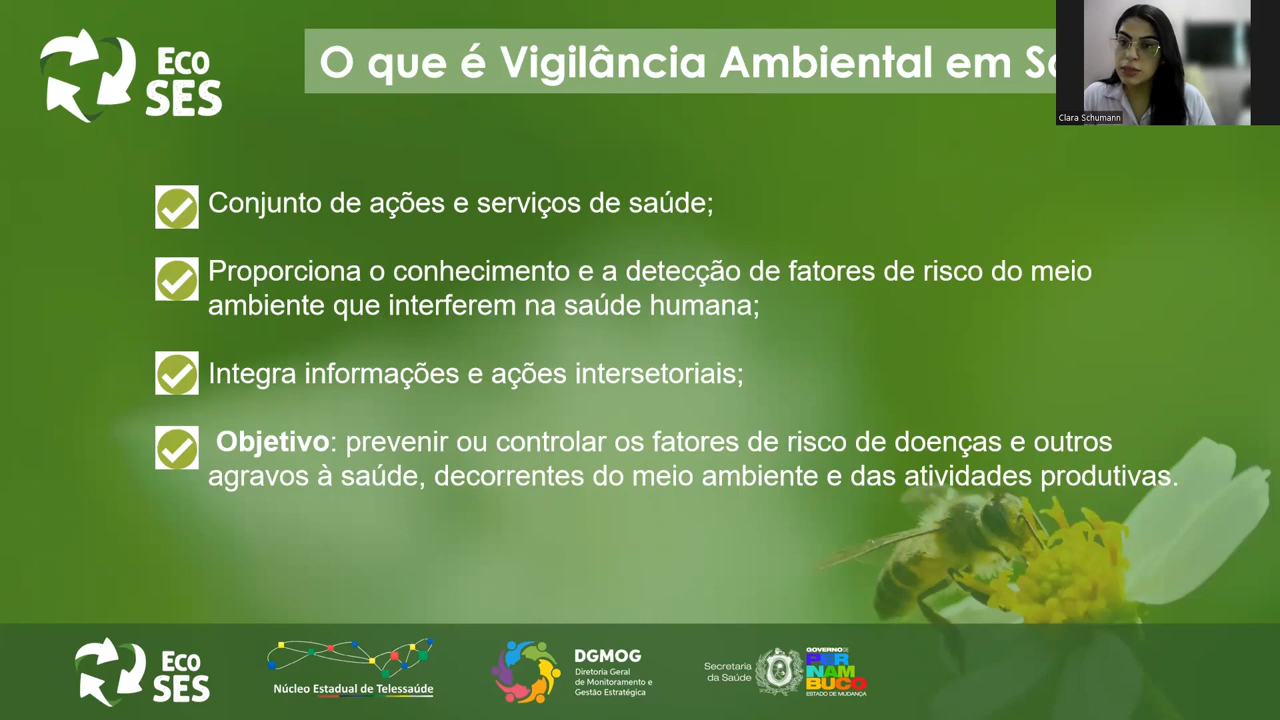 Eco
SES
O que é Vigilância Ambiental em
Clara Schumann
Conjunto de ações e serviços de saúde;
Proporciona o conhecimento e a detecção de fatores de risco do meio
ambiente que interferem na saúde humana;
Integra informações e ações intersetoriais;
Objetivo: prevenir ou controlar os fatores de risco de doenças e outros
agravos à saúde, decorrentes do meio ambiente e das atividades produtivas.
Eco
SES
Núcleo Estadual de Telessaúde
DGMOG
Diretoria Geral
de Monitoramento e
Gestão Estratégica
Secretaria
da Saúde
GOVERNO DE
PER
NAM
BUCO
ESTADO DE MUDANÇA